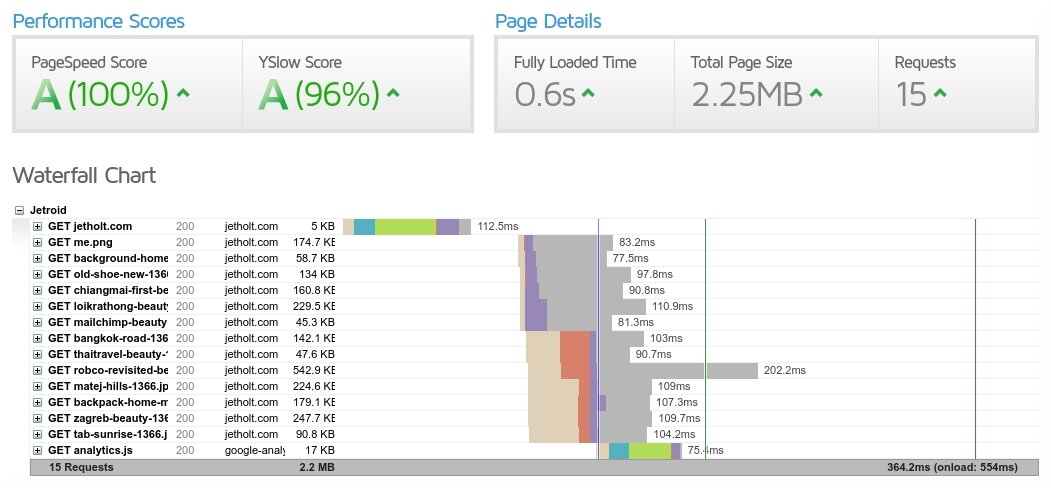 Performance Scores
Page Details
PageSpeed Score
YSlow Score
Fully Loaded Time
Total Page Size
Requests
A (100%)
A (96%)
0.6s
2.25MB
15
Waterfall Chart
Jetroid
GET jetholt.com 200 jetholt.com 5 KB 112.5ms
GET me.png 200 jetholt.com 174.7 KB 83.2ms
GET background-home 200 jetholt.com 58.7 KB 77.5ms
GET old-shoe-new-1366 200 jetholt.com 134 KB 97.8ms
GET chiangmai-first-be 200 jetholt.com 160.8 KB 90.8ms
GET loikrathong-beauty 200 jetholt.com 229.5 KB 110.9ms
GET mailchimp-beauty 200 jetholt.com 45.3 KB 81.3ms
GET bangkok-road-136 200 jetholt.com 142.1 KB 103ms
GET thaitravel-beauty- 200 jetholt.com 47.6 KB 90.7ms
GET robco-revisited-be 200 jetholt.com 542.9 KB 202.2ms
GET matej-hills-1366.jp 200 jetholt.com 224.6 KB 109ms
GET backpack-home-m 200 jetholt.com 179.1 KB 107.3ms
GET zagreb-beauty-136 200 jetholt.com 247.7 KB 109.7ms
GET tab-sunrise-1366.j 200 jetholt.com 90.8 KB 104.2ms
GET analytics.js 200 google-analy 17 KB 75.4ms
15 Requests 2.2 MB 364.2ms (onload: 554ms)